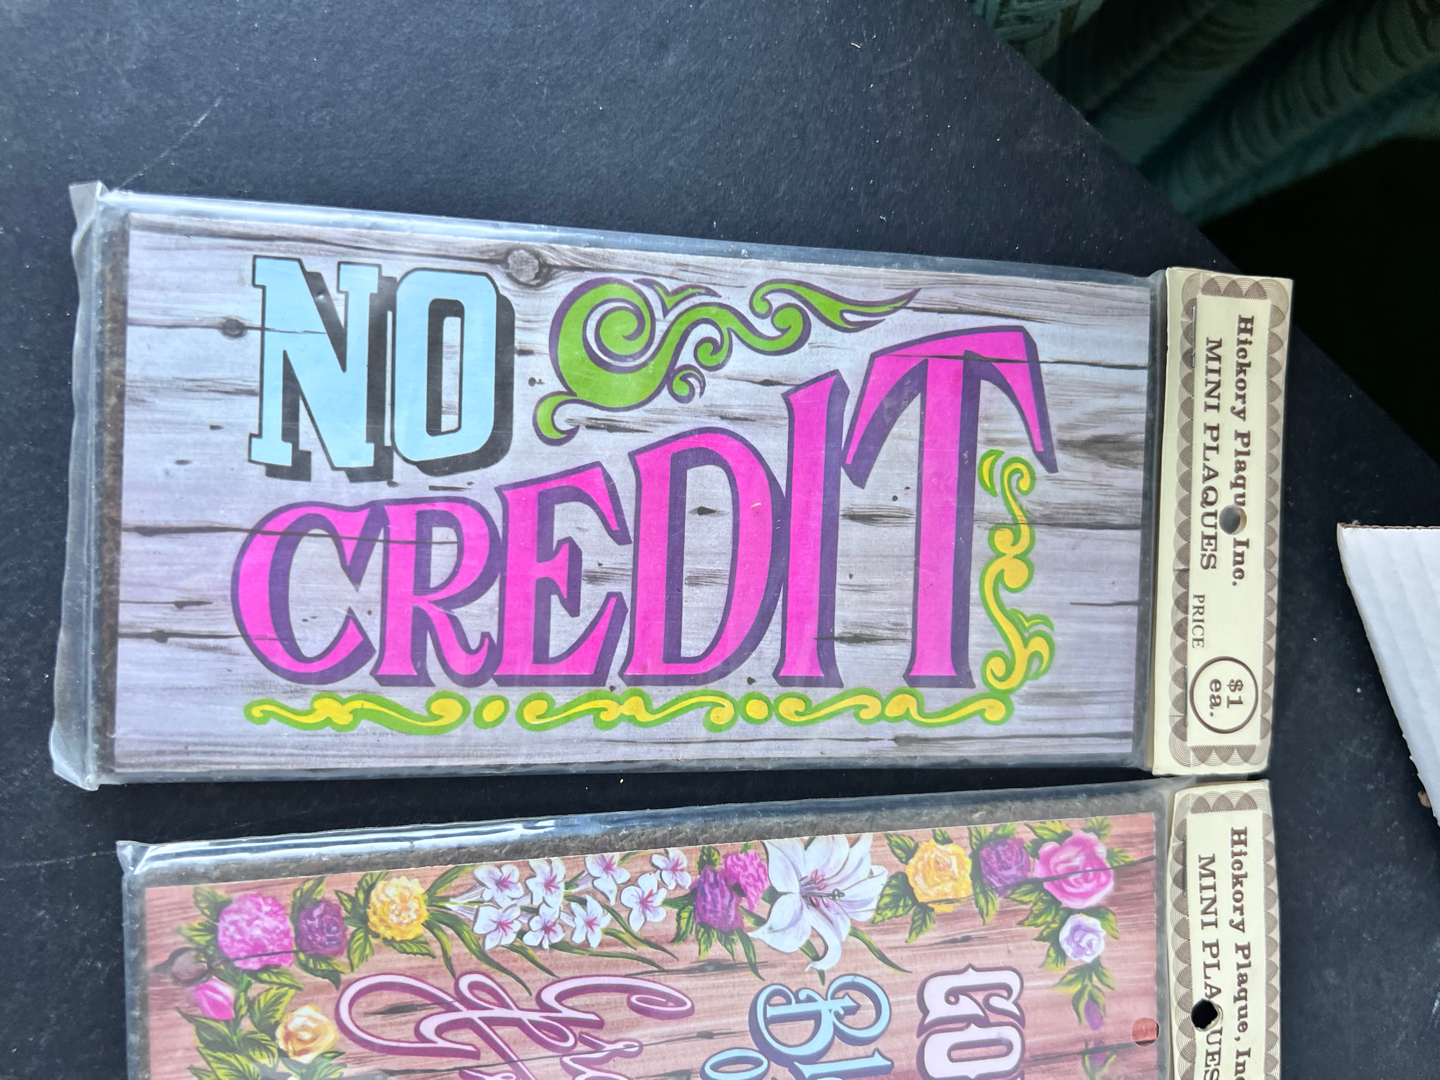 NO
CREDIT
Hickory Plaque Inc.
MINI PLAQUES
PRICE
$1
ea.
Hickory Plaque, Inc
MINI PLAQUES